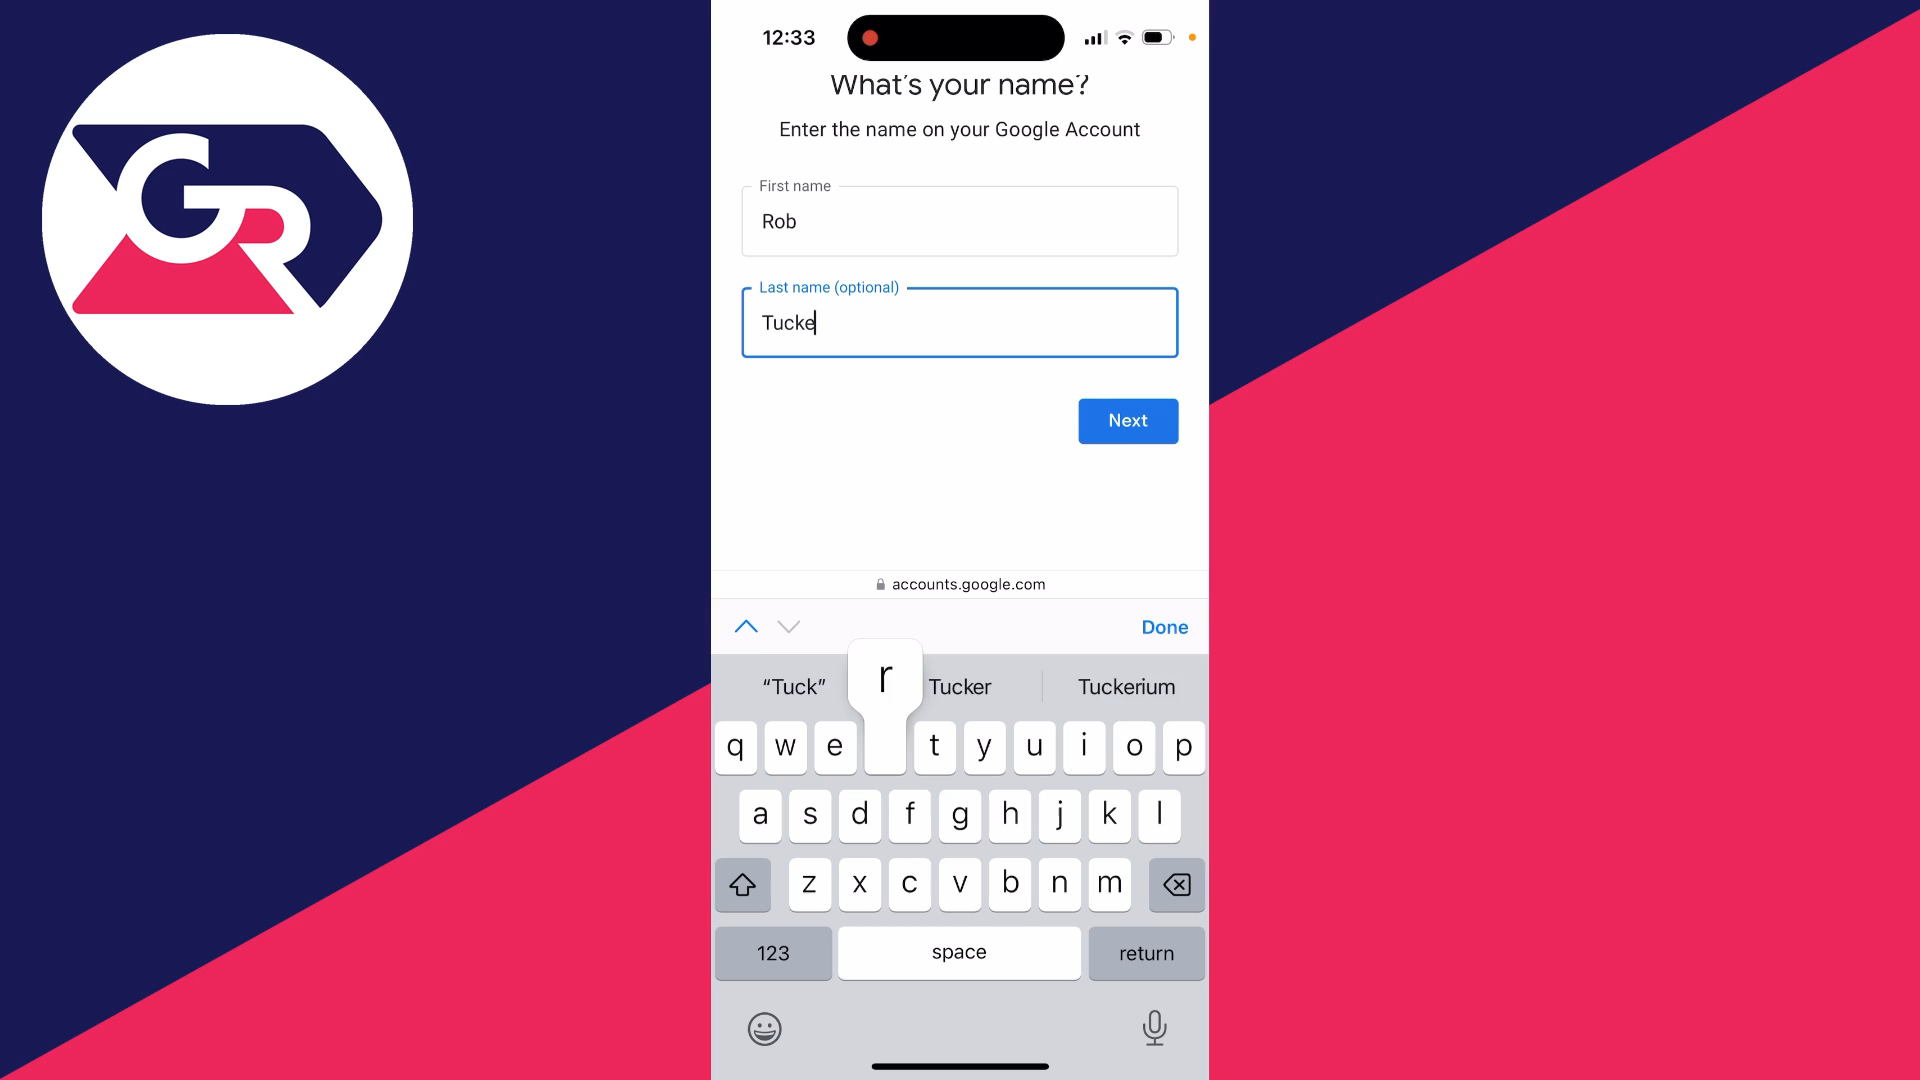 GR
12:33
What's your name?
Enter the name on your Google Account
First name
Rob
Last name (optional)
Tucke
Next
accounts.google.com
Done
“Tuck”
r
Tucker
Tuckerium
q w e t y u i o p
a s d f g h j k l
z x c v b n m
123 space return